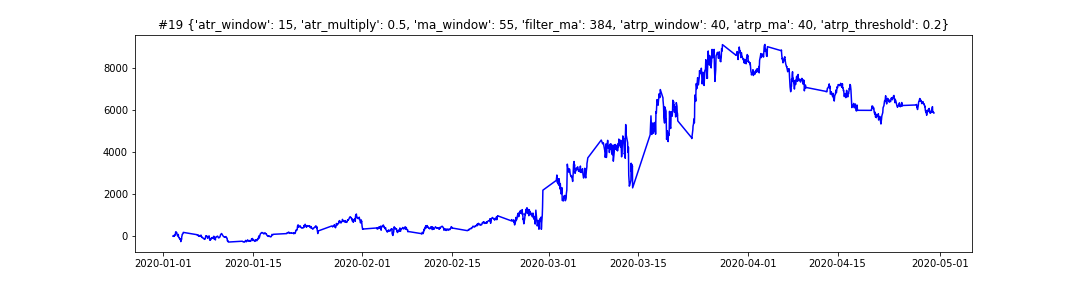 #19 {'atr_window': 15, 'atr_multiply': 0.5, 'ma_window': 55, 'filter_ma': 384, 'atrp_window': 40, 'atrp_ma': 40, 'atrp_threshold': 0.2}
8000
6000
4000
2000
0
2020-01-01 2020-01-15 2020-02-01 2020-02-15 2020-03-01 2020-03-15 2020-04-01 2020-04-15 2020-05-01